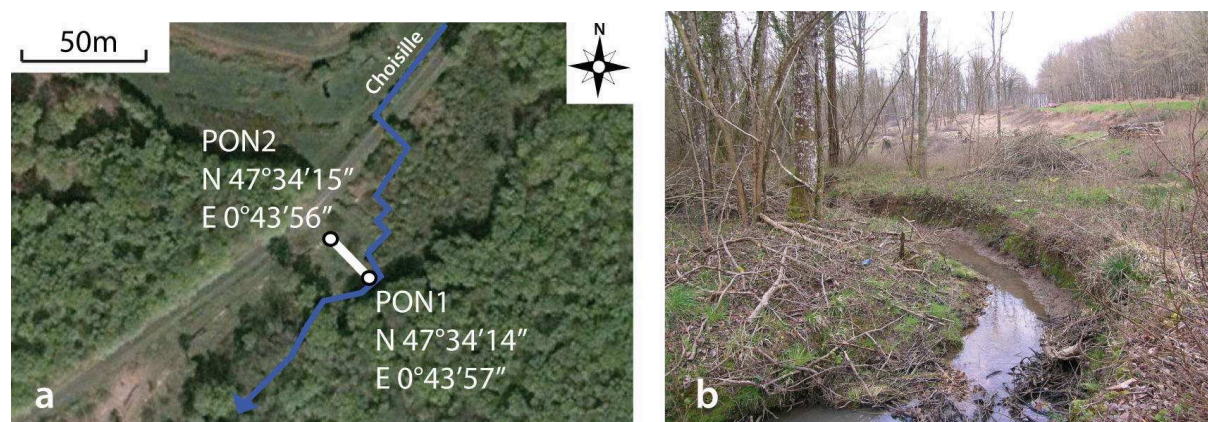 50m
N
Choisille
PON2
N 47°34’15”
E 0°43’56”
PON1
N 47°34’14”
E 0°43’57”
a
b